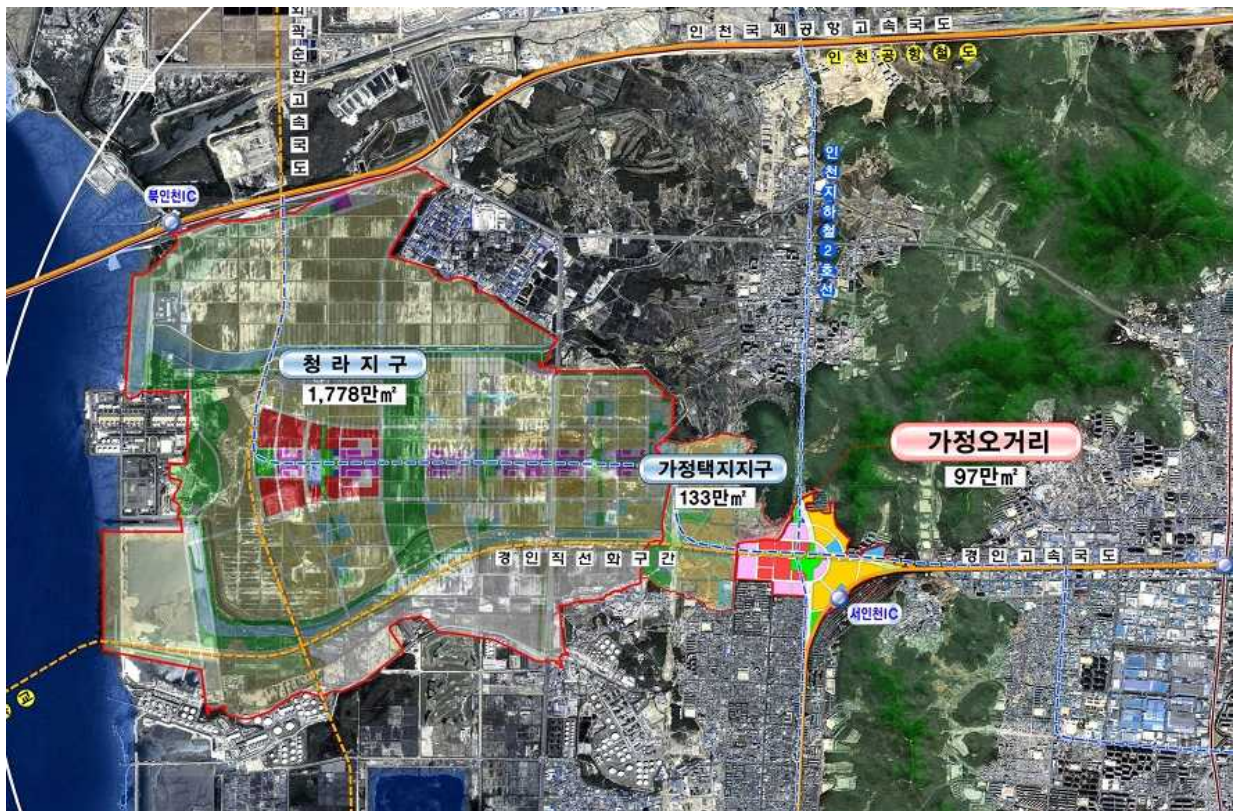 인천국제공항고속국도
인천공항철도
외곽순환고속국도
인천지하철2호선
북인천IC
청라지구
1,778만㎡
가정오거리
97만㎡
가정택지지구
133만㎡
경인직선화구간
경인고속국도
서인천IC
교